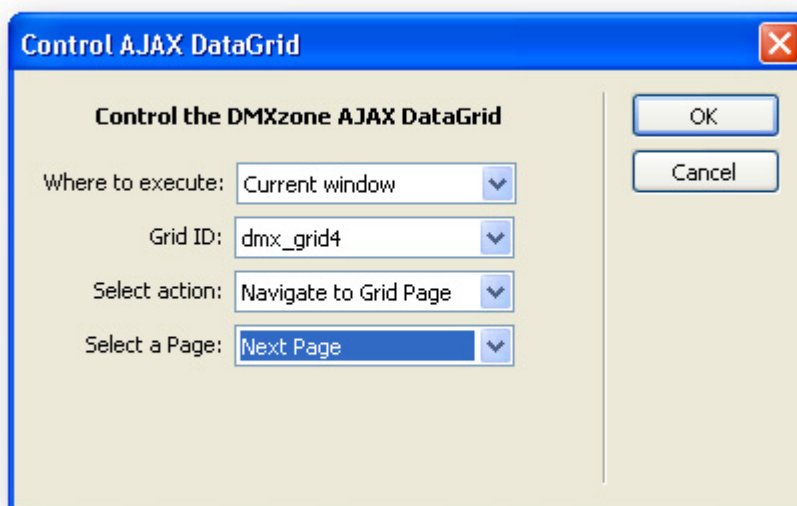 Control AJAX DataGrid
Control the DMXzone AJAX DataGrid
OK
Where to execute: Current window
Cancel
Grid ID: dmx_grid4
Select action: Navigate to Grid Page
Select a Page: Next Page